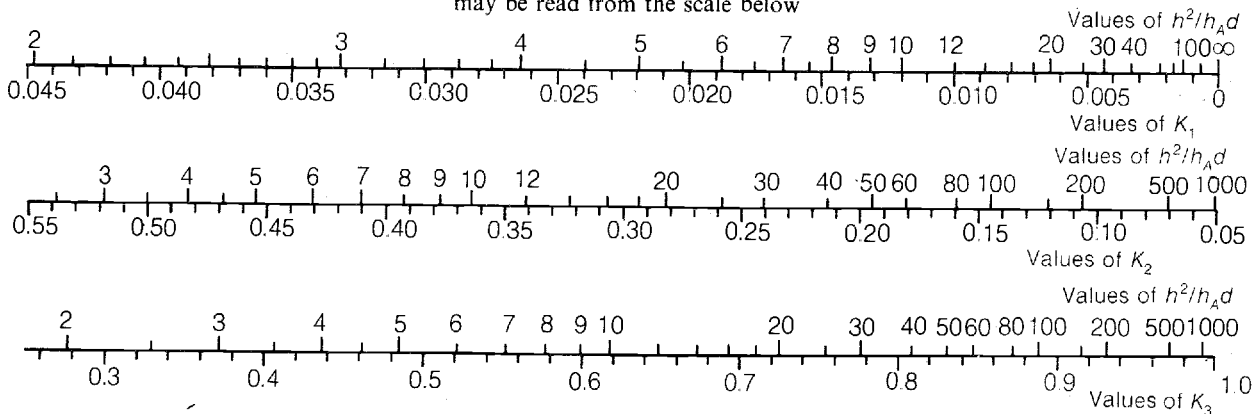 may be read from the scale below
Values of h²/hₐd
2 3 4 5 6 7 8 9 10 12 20 30 40 100 ∞
0.045 0.040 0.035 0.030 0.025 0.020 0.015 0.010 0.005 0
Values of K₁
Values of h²/hₐd
3 4 5 6 7 8 9 10 12 20 30 40 50 60 80 100 200 500 1000
0.55 0.50 0.45 0.40 0.35 0.30 0.25 0.20 0.15 0.10 0.05
Values of K₂
Values of h²/hₐd
2 3 4 5 6 7 8 9 10 20 30 40 50 60 80 100 200 500 1000
0.3 0.4 0.5 0.6 0.7 0.8 0.9 1.0
Values of K₃